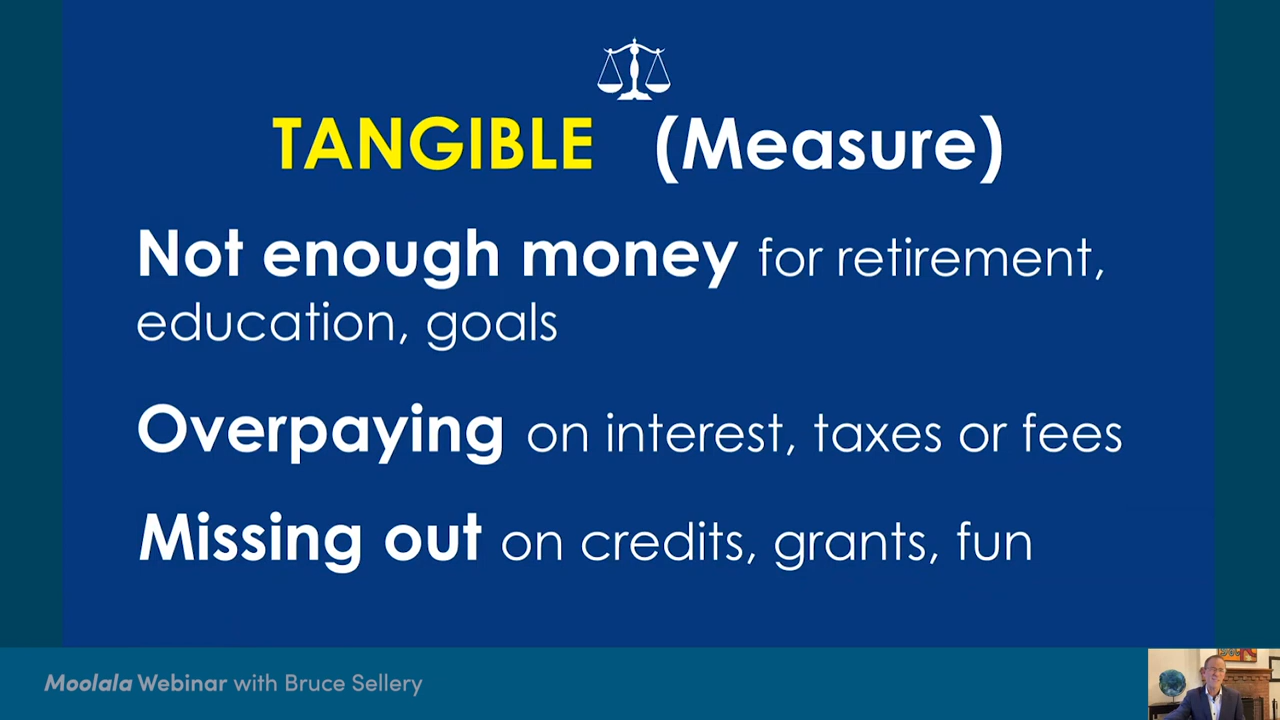 TANGIBLE (Measure)
Not enough money for retirement,
education, goals
Overpaying on interest, taxes or fees
Missing out on credits, grants, fun
Moolala Webinar with Bruce Sellery